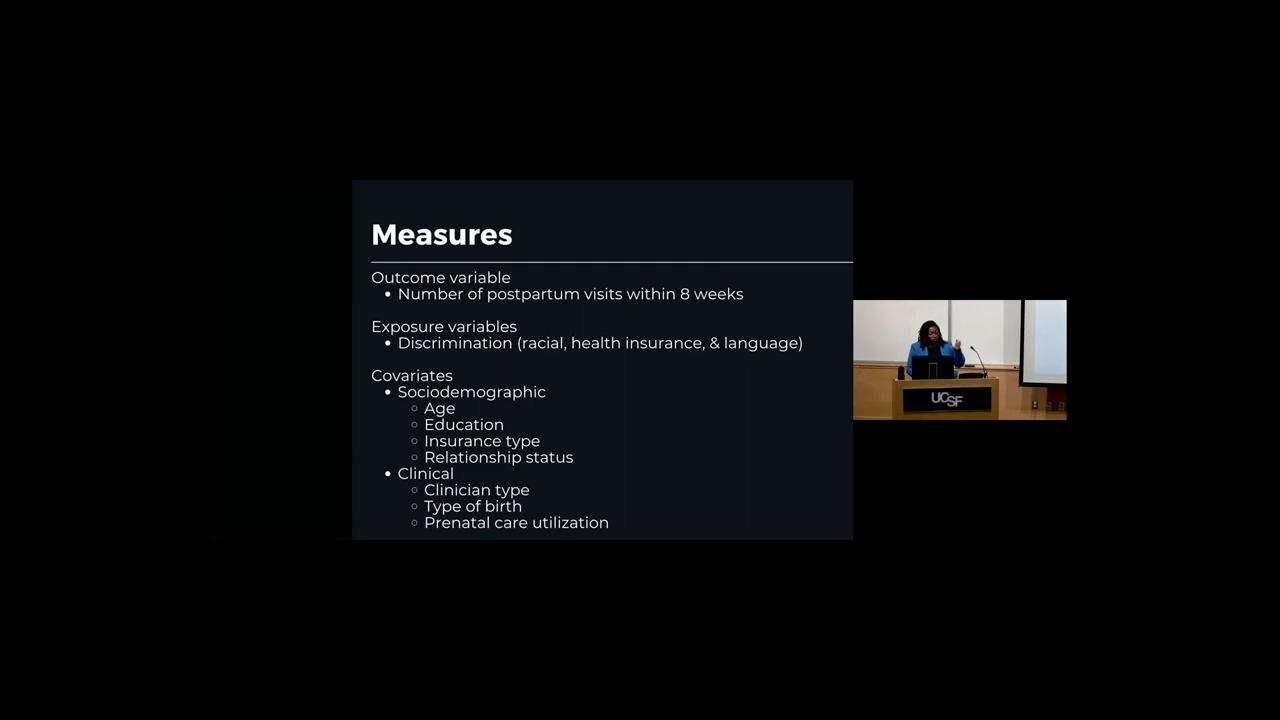 Measures
Outcome variable
• Number of postpartum visits within 8 weeks
Exposure variables
• Discrimination (racial, health insurance, & language)
Covariates
• Sociodemographic
○ Age
○ Education
○ Insurance type
○ Relationship status
• Clinical
○ Clinician type
○ Type of birth
○ Prenatal care utilization
UCSF